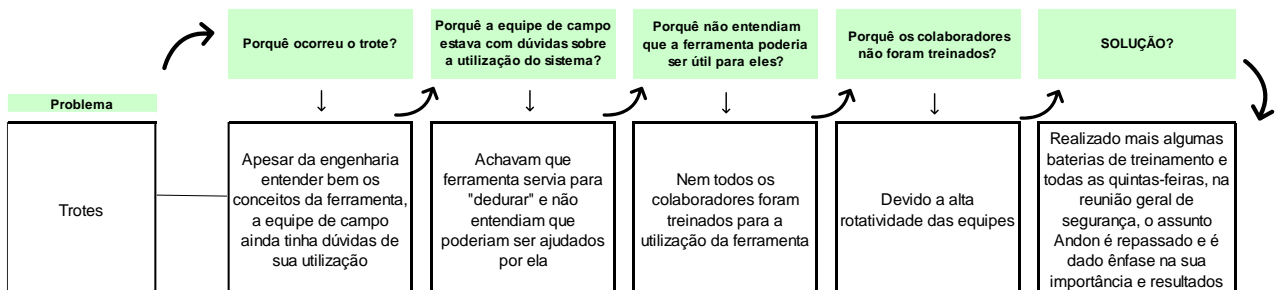 Problema
Trotes
Porquê ocorreu o trote?
Apesar da engenharia
entender bem os
conceitos da ferramenta,
a equipe de campo
ainda tinha dúvidas de
sua utilização
Porquê a equipe de campo
estava com dúvidas sobre
a utilização do sistema?
Achavam que
ferramenta servia para
"dedurar" e não
entendiam que
poderiam ser ajudados
por ela
Porquê não entendiam
que a ferramenta poderia
ser útil para eles?
Nem todos os
colaboradores foram
treinados para a
utilização da ferramenta
Porquê os colaboradores
não foram treinados?
Devido a alta
rotatividade das equipes
SOLUÇÃO?
Realizado mais algumas
baterias de treinamento e
todas as quintas-feiras, na
reunião geral de
segurança, o assunto
Andon é repassado e é
dado ênfase na sua
importância e resultados